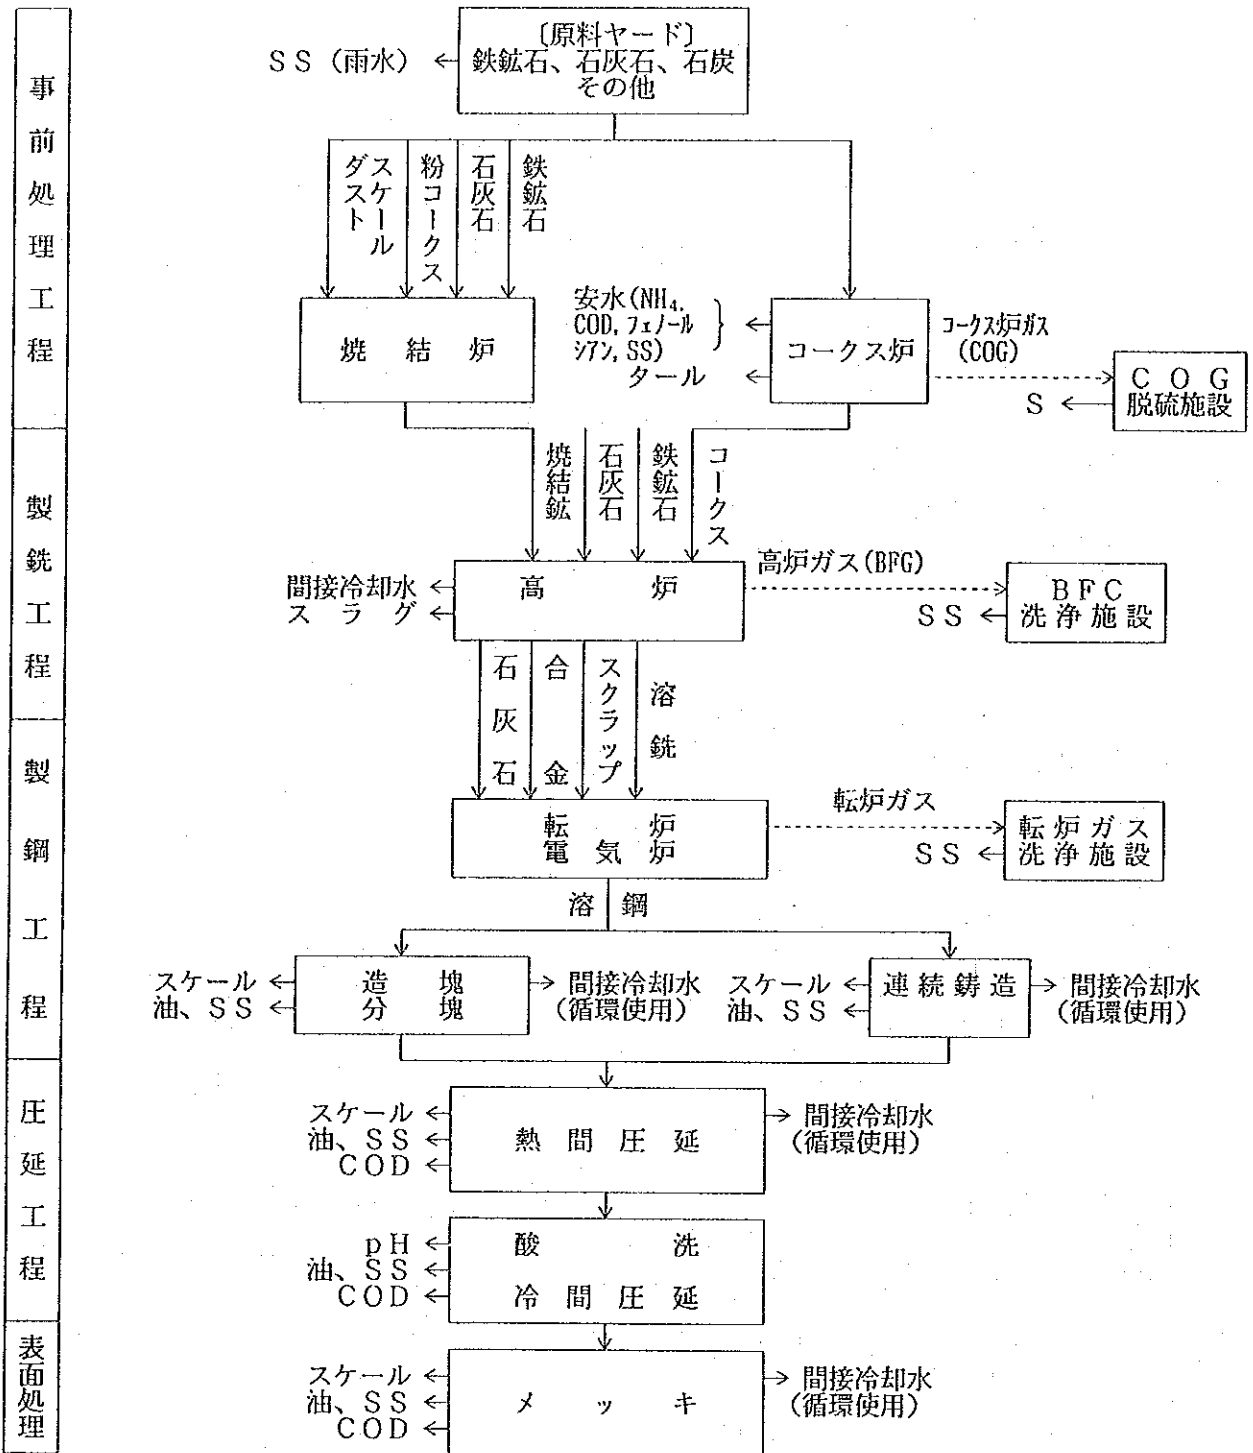 事前処理工程
〔原料ヤード〕
SS(雨水)
鉄鉱石、石灰石、石炭
その他
スケール
ダスト
粉コークス
石灰石
鉄鉱石
焼結炉
安水(NH₄,
COD,フェノール
シアン,SS)
タール
コークス炉
コークス炉ガス
(COG)
COG
脱硫施設
S
製銑工程
焼結鉱
石灰石
鉄鉱石
コークス
間接冷却水
スラグ
高炉
高炉ガス(BFG)
BFC
洗浄施設
SS
石灰石
合金
スクラップ
溶銑
製鋼工程
転炉
電気炉
転炉ガス
転炉ガス
洗浄施設
SS
溶鋼
スケール
油、SS
造塊
分塊
間接冷却水
(循環使用)
スケール
油、SS
連続鋳造
間接冷却水
(循環使用)
圧延工程
スケール
油、SS
COD
熱間圧延
間接冷却水
(循環使用)
pH
油、SS
COD
酸洗
冷間圧延
表面処理
スケール
油、SS
COD
メッキ
間接冷却水
(循環使用)